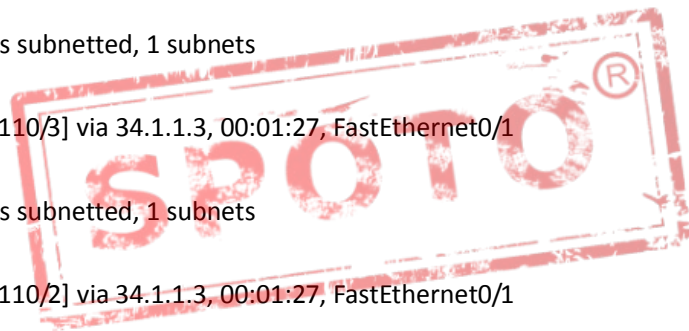 s subnetted, 1 subnets
110/3] via 34.1.1.3, 00:01:27, FastEthernet0/1
s subnetted, 1 subnets
110/2] via 34.1.1.3, 00:01:27, FastEthernet0/1
SPOTO ®